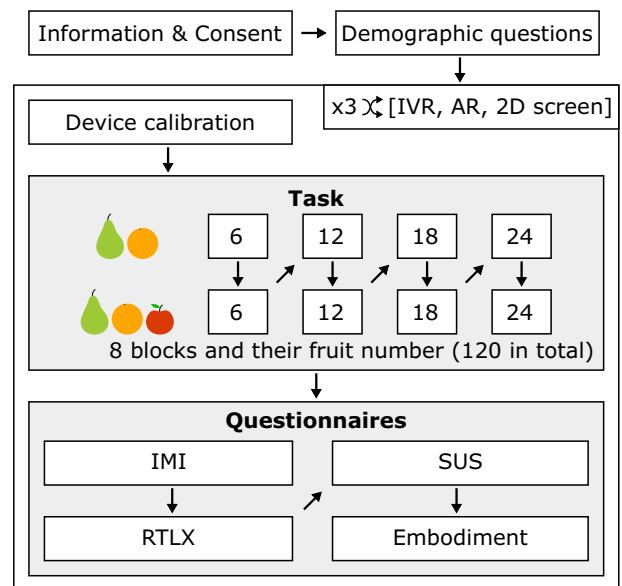 Information & Consent
Demographic questions
x3 [IVR, AR, 2D screen]
Device calibration
Task
6 12 18 24
6 12 18 24
8 blocks and their fruit number (120 in total)
Questionnaires
IMI SUS
RTLX Embodiment